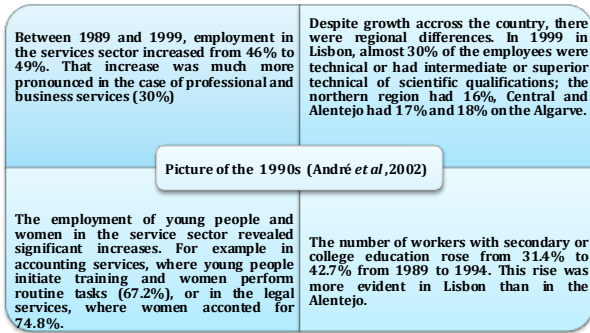 Between 1989 and 1999, employment in
the services sector increased from 46% to
49%. That increase was much more
pronounced in the case of professional and
business services (30%)
Despite growth accross the country, there
were regional differences. In 1999 in
Lisbon, almost 30% of the employees were
technical or had intermediate or superior
technical of scientific qualifications; the
northern region had 16%, Central and
Alentejo had 17% and 18% on the Algarve.
Picture of the 1990s (André et al,2002)
The employment of young people and
women in the service sector revealed
significant increases. For example in
accounting services, where young people
initiate training and women perform
routine tasks (67.2%), or in the legal
services, where women acconted for
74.8%.
The number of workers with secondary or
college education rose from 31.4% to
42.7% from 1989 to 1994. This rise was
more evident in Lisbon than in the
Alentejo.